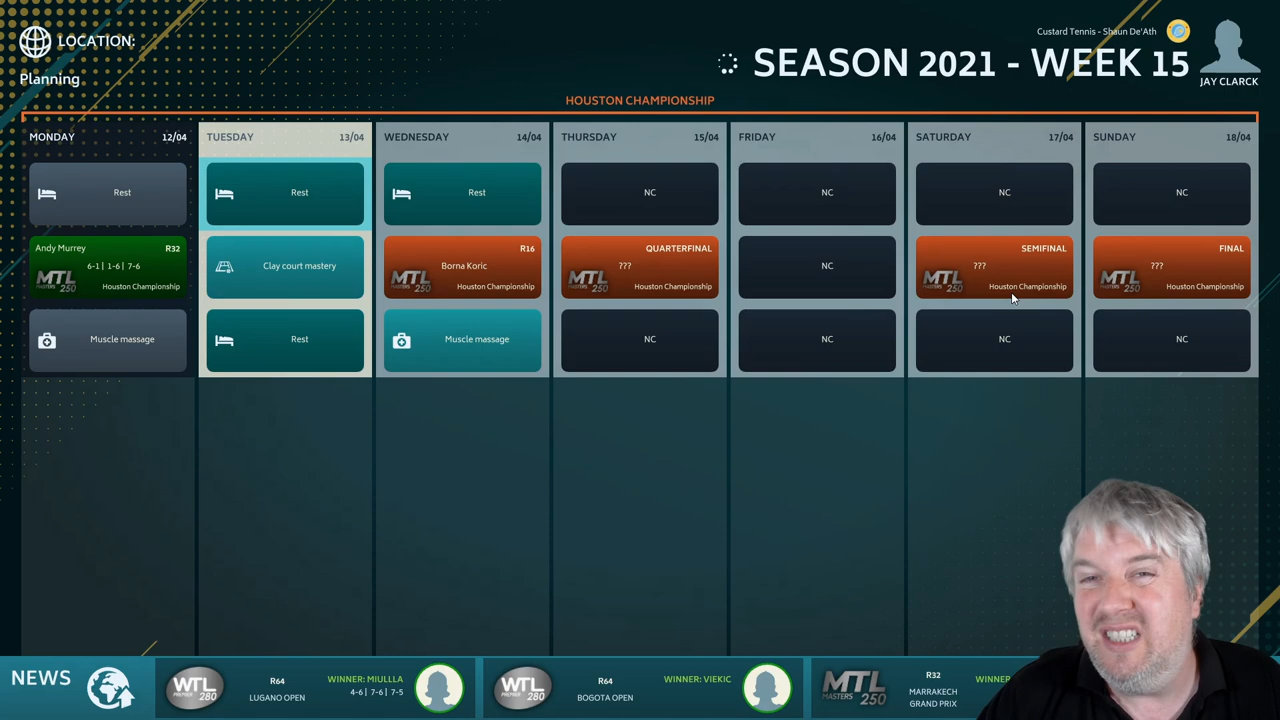 LOCATION:
Planning
Custard Tennis - Shaun De'Ath
SEASON 2021 - WEEK 15
JAY CLARCK
HOUSTON CHAMPIONSHIP
MONDAY 12/04
TUESDAY 13/04
WEDNESDAY 14/04
THURSDAY 15/04
FRIDAY 16/04
SATURDAY 17/04
SUNDAY 18/04
Rest
Rest
Rest
NC
NC
NC
NC
Andy Murrey R32
6-1 | 1-6 | 7-6
MTL
MASTERS 250
Houston Championship
Clay court mastery
R16
Borna Koric
MTL
MASTERS 250
Houston Championship
QUARTERFINAL
???
MTL
MASTERS 250
Houston Championship
NC
SEMIFINAL
???
MTL
MASTERS 250
Houston Championship
FINAL
???
MTL
MASTERS 250
Houston Championship
Muscle massage
Rest
Muscle massage
NC
NC
NC
NC
NEWS
WTL
PREMIER
280
R64
LUGANO OPEN
WINNER: MIULLLA
4-6 | 7-6 | 7-5
WTL
PREMIER
280
R64
BOGOTA OPEN
WINNER: VIEKIC
MTL
MASTERS 250
R32
MARRAKECH
GRAND PRIX
WINNER: